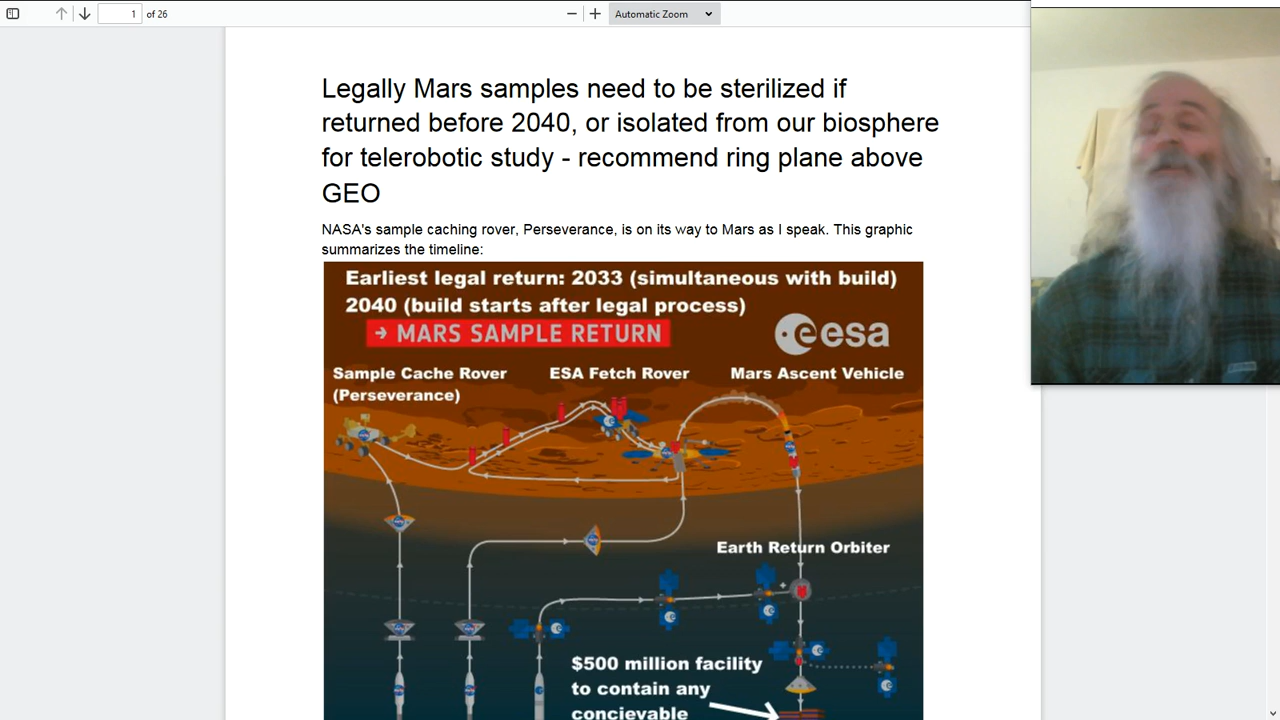 1 of 26
Automatic Zoom
Legally Mars samples need to be sterilized if
returned before 2040, or isolated from our biosphere
for telerobotic study - recommend ring plane above
GEO
NASA's sample caching rover, Perseverance, is on its way to Mars as I speak. This graphic
summarizes the timeline:
Earliest legal return: 2033 (simultaneous with build)
2040 (build starts after legal process)
MARS SAMPLE RETURN
esa
Sample Cache Rover
(Perseverance)
ESA Fetch Rover
Mars Ascent Vehicle
Earth Return Orbiter
$500 million facility
to contain any
concievable